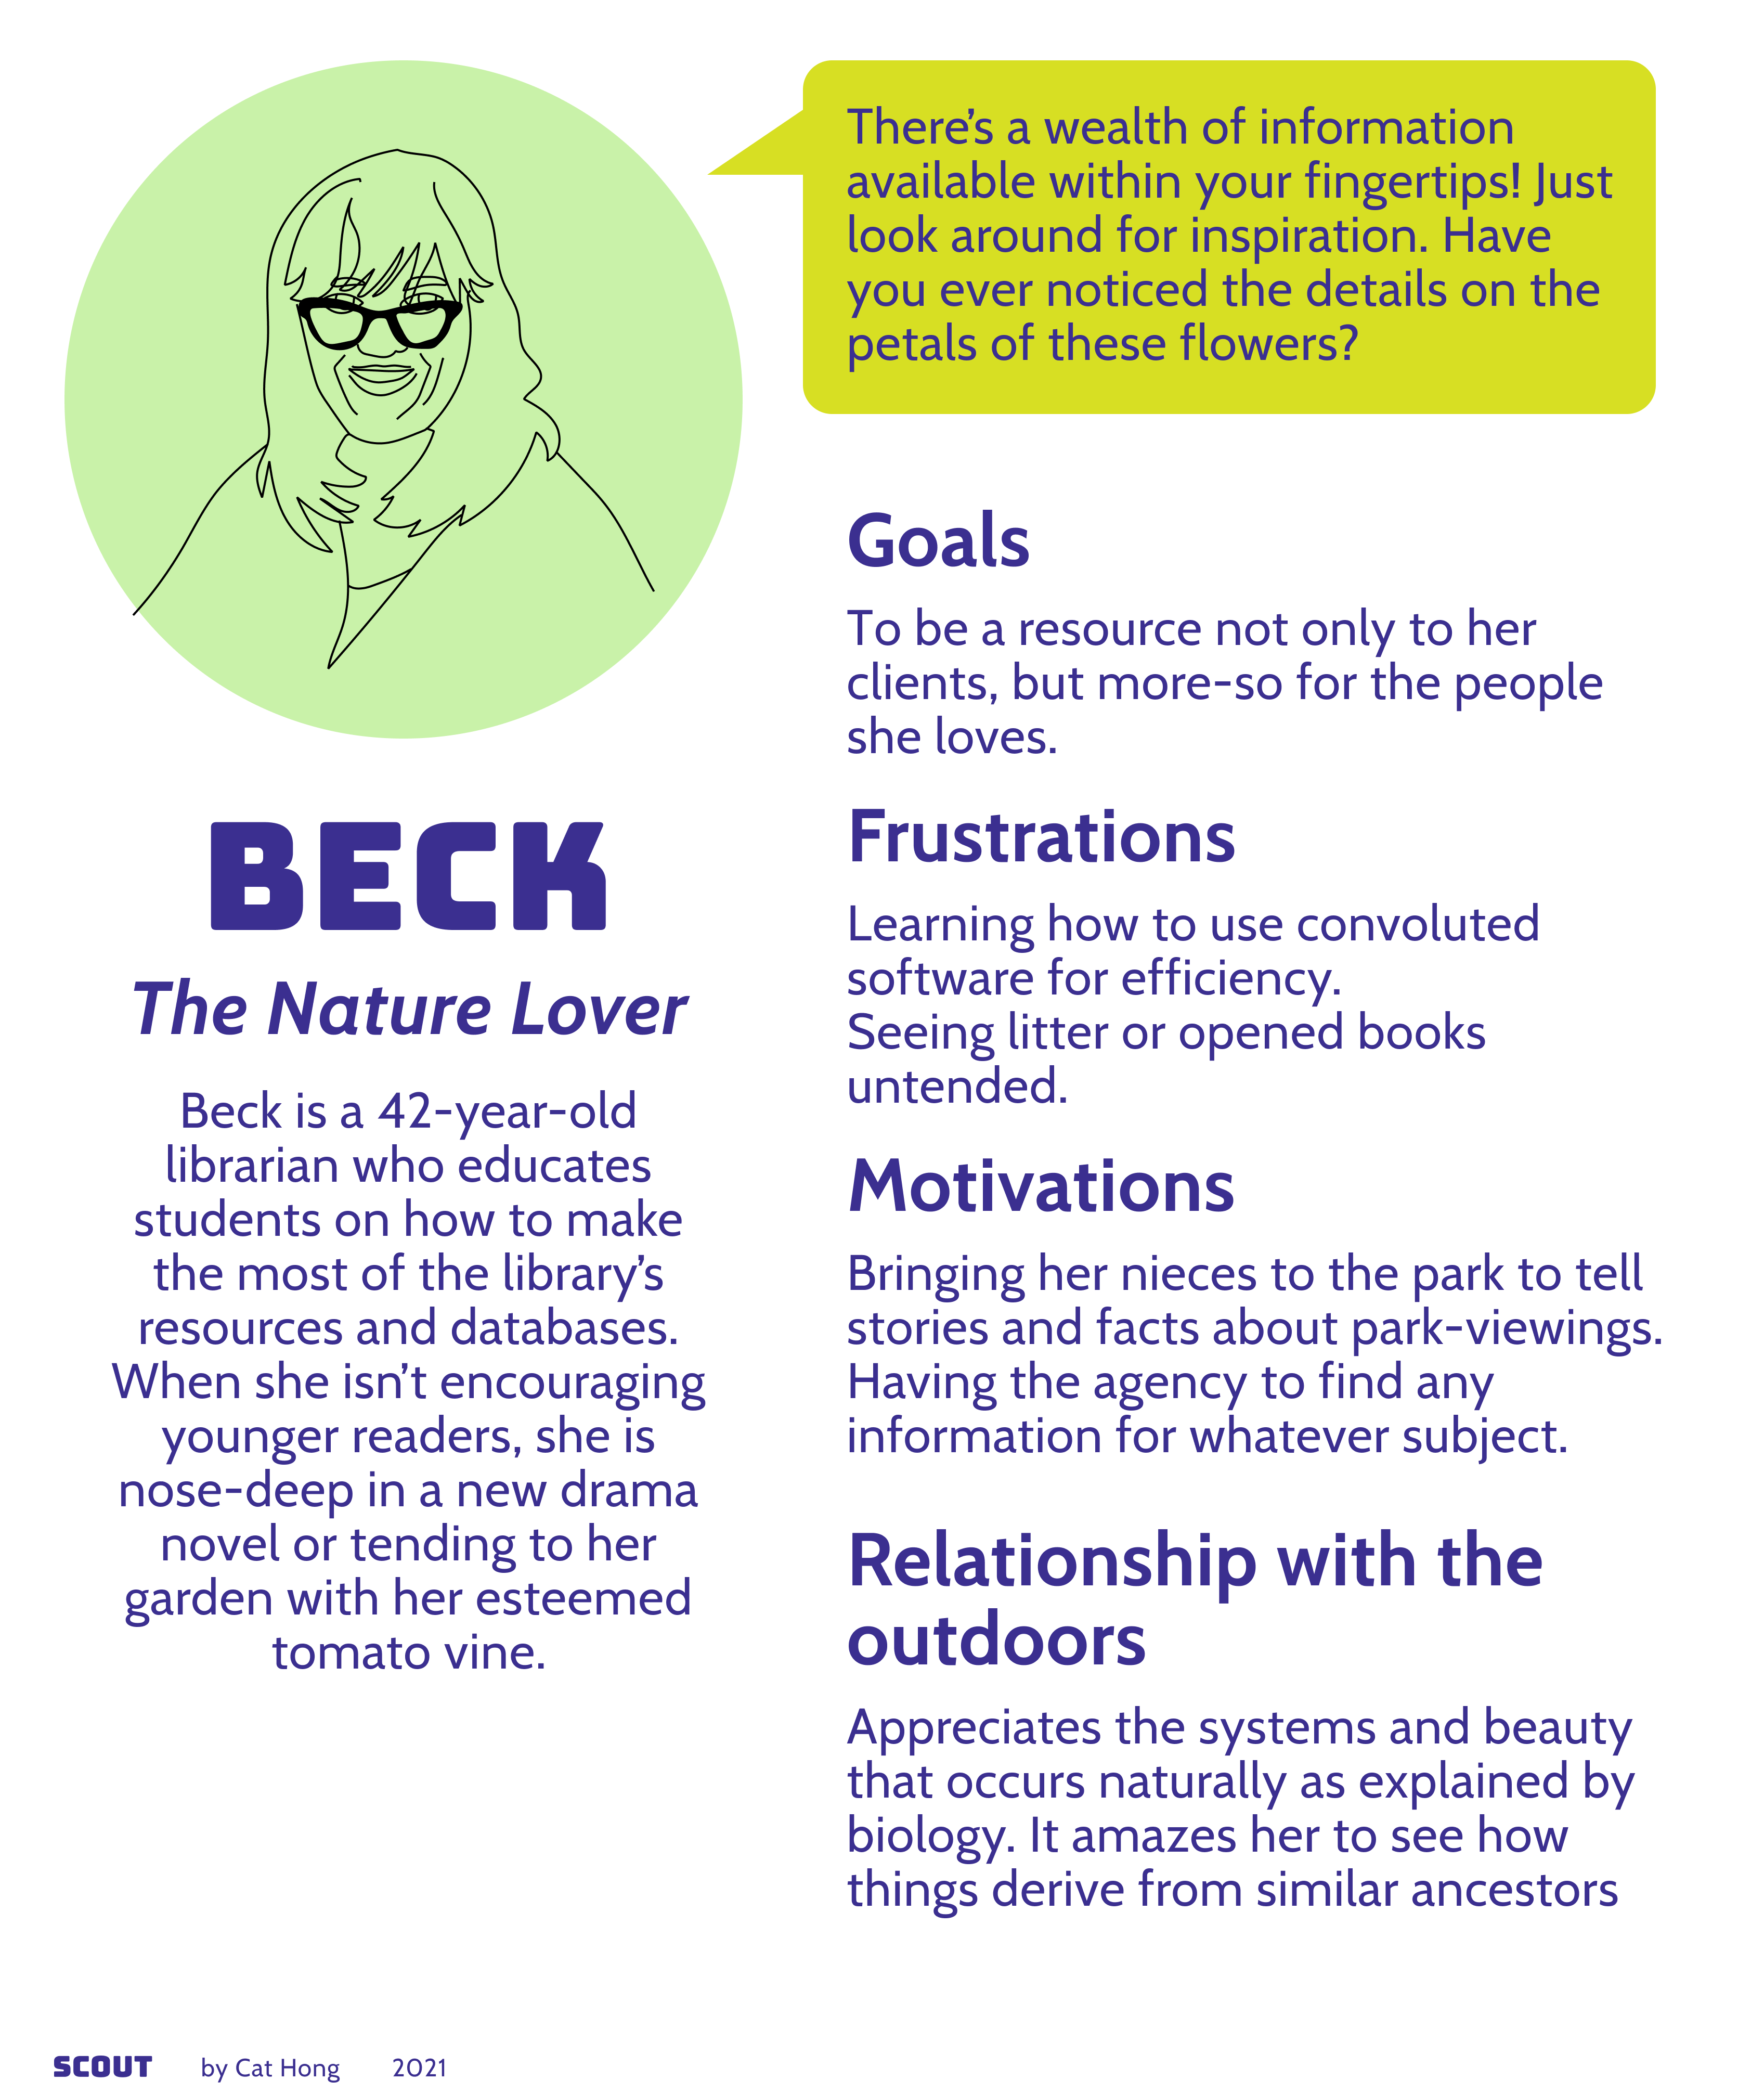 There’s a wealth of information
available within your fingertips! Just
look around for inspiration. Have
you ever noticed the details on the
petals of these flowers?
BECK
The Nature Lover
Beck is a 42-year-old
librarian who educates
students on how to make
the most of the library’s
resources and databases.
When she isn’t encouraging
younger readers, she is
nose-deep in a new drama
novel or tending to her
garden with her esteemed
tomato vine.
Goals
To be a resource not only to her
clients, but more-so for the people
she loves.
Frustrations
Learning how to use convoluted
software for efficiency.
Seeing litter or opened books
untended.
Motivations
Bringing her nieces to the park to tell
stories and facts about park-viewings.
Having the agency to find any
information for whatever subject.
Relationship with the
outdoors
Appreciates the systems and beauty
that occurs naturally as explained by
biology. It amazes her to see how
things derive from similar ancestors
SCOUT by Cat Hong 2021